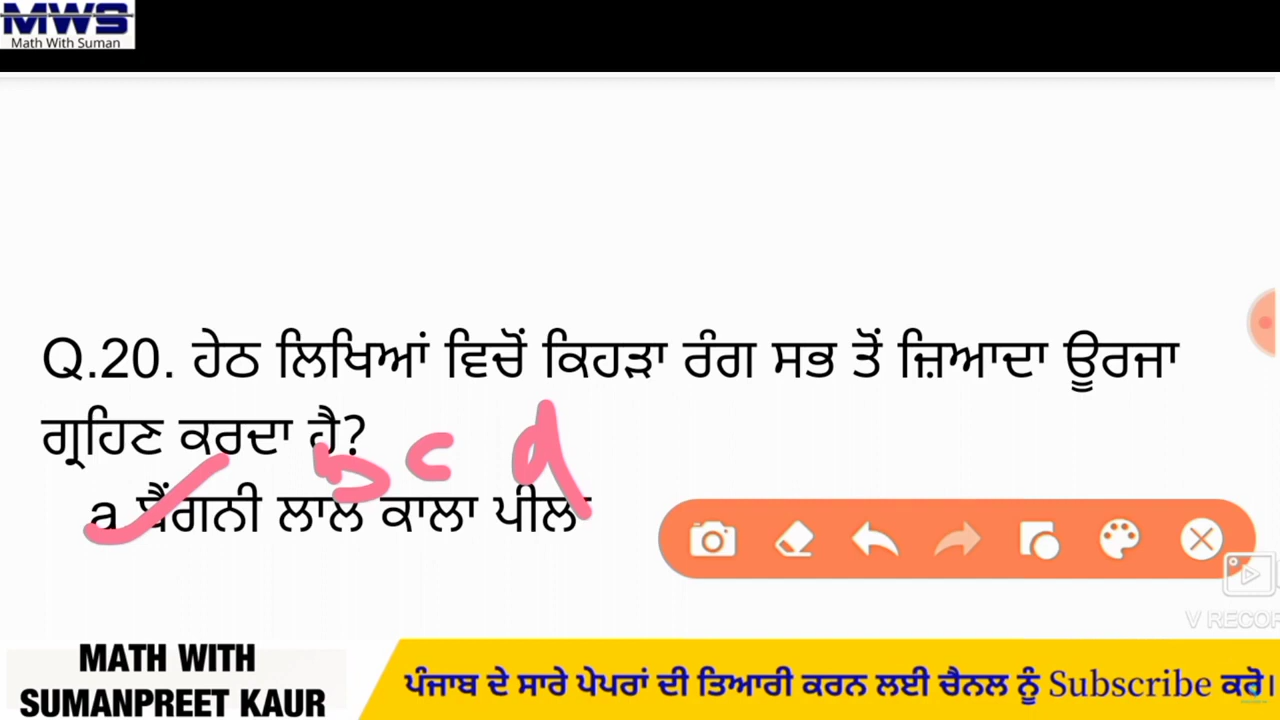 MWS
Math With Suman
Q.20. ਹੇਠ ਲਿਖਿਆਂ ਵਿਚੋਂ ਕਿਹੜਾ ਰੰਗ ਸਭ ਤੋਂ ਜ਼ਿਆਦਾ ਊਰਜਾ
ਗ੍ਰਹਿਣ ਕਰਦਾ ਹੈ?
b c d
a ਬੈਂਗਨੀ ਲਾਲ ਕਾਲਾ ਪੀਲਾ
V RECOR
MATH WITH
SUMANPREET KAUR
ਪੰਜਾਬ ਦੇ ਸਾਰੇ ਪੇਪਰਾਂ ਦੀ ਤਿਆਰੀ ਕਰਨ ਲਈ ਚੈਨਲ ਨੂੰ Subscribe ਕਰੋ।